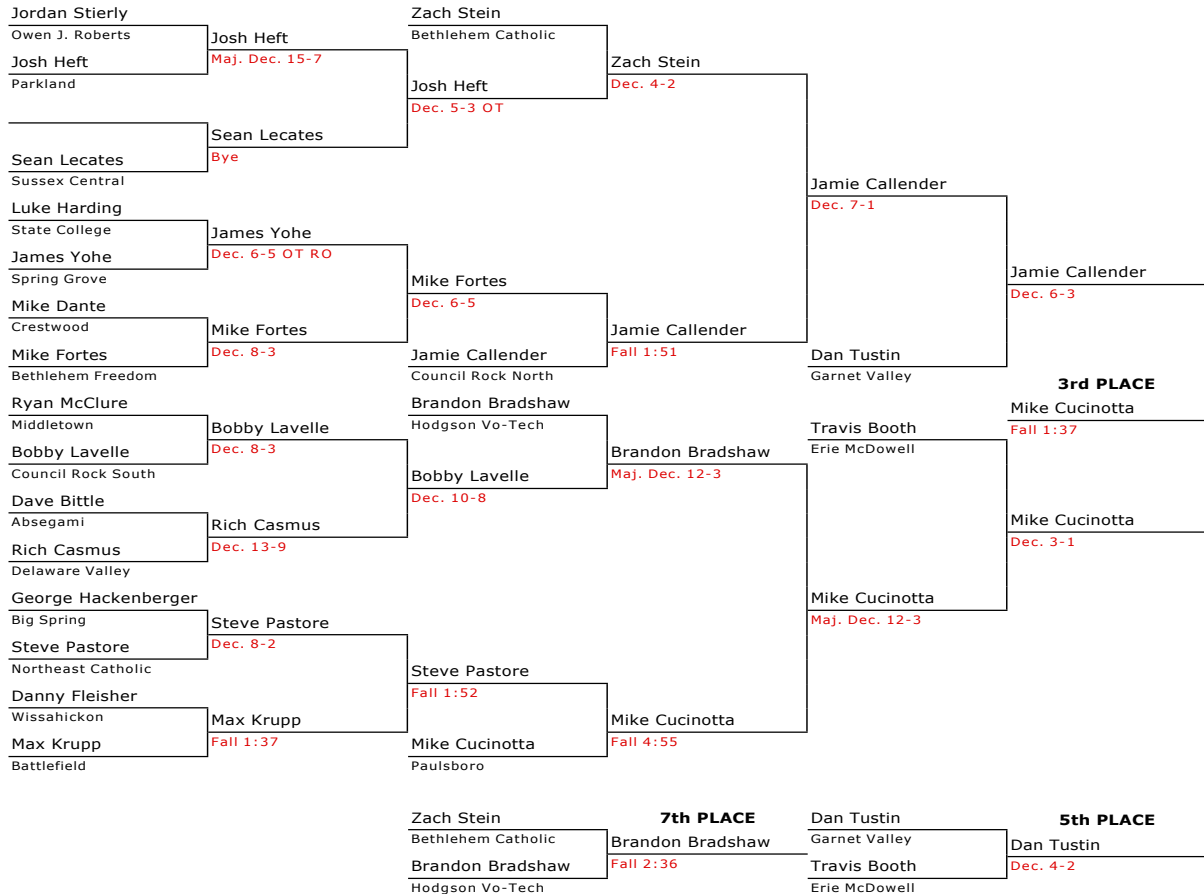 Jordan Stierly
Owen J. Roberts
Josh Heft
Parkland
Sean Lecates
Sussex Central
Luke Harding
State College
James Yohe
Spring Grove
Mike Dante
Crestwood
Mike Fortes
Bethlehem Freedom
Ryan McClure
Middletown
Bobby Lavelle
Council Rock South
Dave Bittle
Absegami
Rich Casmus
Delaware Valley
George Hackenberger
Big Spring
Steve Pastore
Northeast Catholic
Danny Fleisher
Wissahickon
Max Krupp
Battlefield
Josh Heft
Maj. Dec. 15-7
Sean Lecates
Bye
James Yohe
Dec. 6-5 OT RO
Mike Fortes
Dec. 8-3
Bobby Lavelle
Dec. 8-3
Rich Casmus
Dec. 13-9
Steve Pastore
Dec. 8-2
Max Krupp
Fall 1:37
Zach Stein
Bethlehem Catholic
Josh Heft
Dec. 5-3 OT
Mike Fortes
Dec. 6-5
Jamie Callender
Council Rock North
Brandon Bradshaw
Hodgson Vo-Tech
Bobby Lavelle
Dec. 10-8
Steve Pastore
Fall 1:52
Mike Cucinotta
Paulsboro
Zach Stein
Dec. 4-2
Jamie Callender
Fall 1:51
Brandon Bradshaw
Maj. Dec. 12-3
Mike Cucinotta
Fall 4:55
Jamie Callender
Dec. 7-1
Dan Tustin
Garnet Valley
Travis Booth
Erie McDowell
Mike Cucinotta
Maj. Dec. 12-3
Jamie Callender
Dec. 6-3
3rd PLACE
Mike Cucinotta
Fall 1:37
Mike Cucinotta
Dec. 3-1
Zach Stein
Bethlehem Catholic
Brandon Bradshaw
Hodgson Vo-Tech
7th PLACE
Brandon Bradshaw
Fall 2:36
Dan Tustin
Garnet Valley
Travis Booth
Erie McDowell
5th PLACE
Dan Tustin
Dec. 4-2